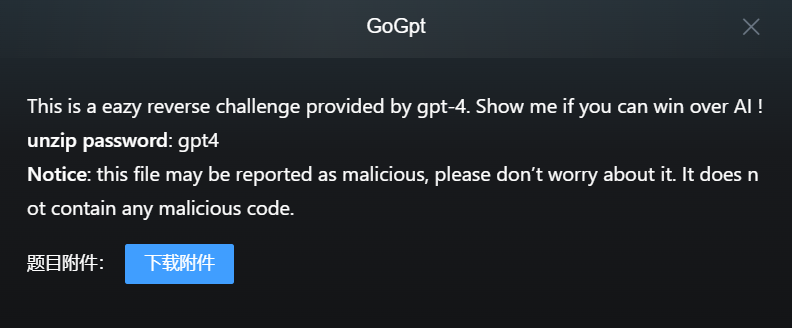 GoGpt
This is a eazy reverse challenge provided by gpt-4. Show me if you can win over AI !
unzip password: gpt4
Notice: this file may be reported as malicious, please don’t worry about it. It does n
ot contain any malicious code.
题目附件： 下载附件